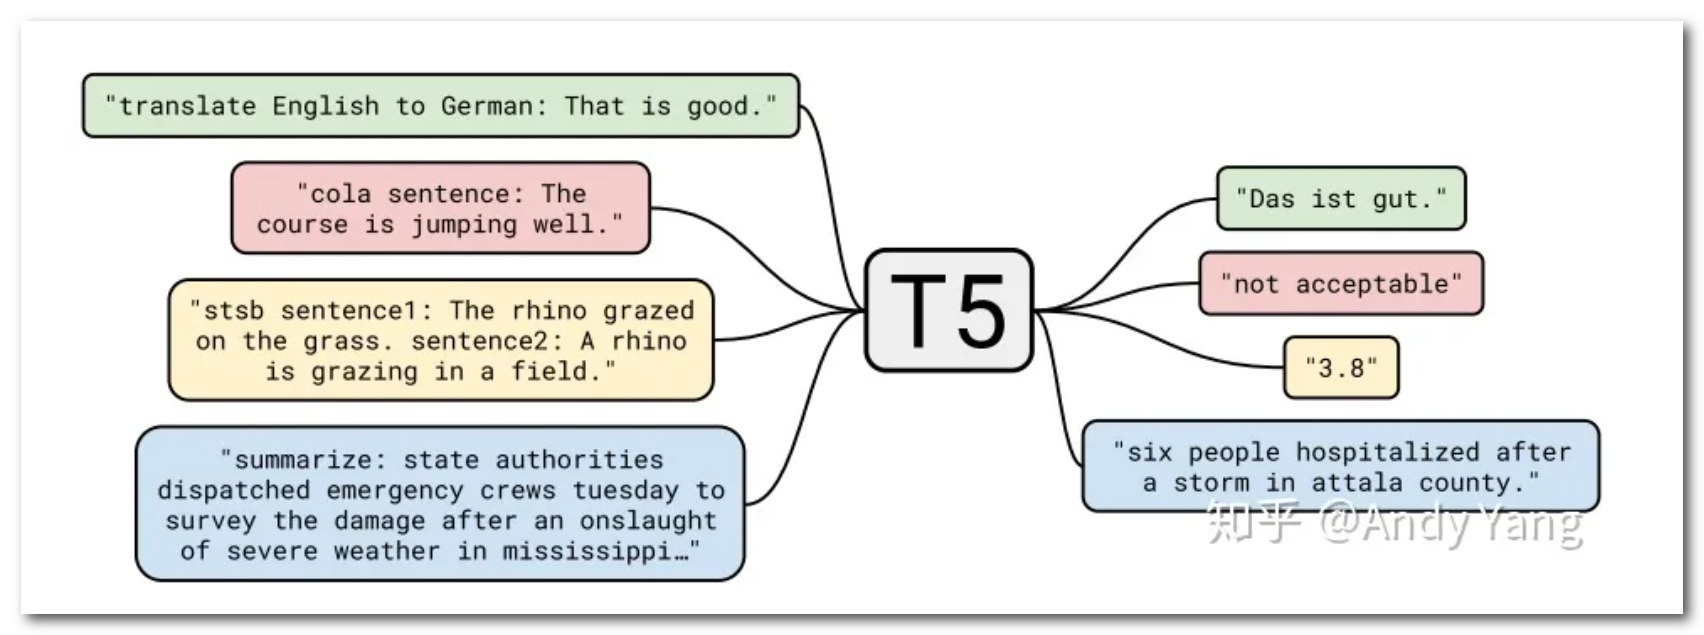 "translate English to German: That is good."
"cola sentence: The
course is jumping well."
"stsb sentence1: The rhino grazed
on the grass. sentence2: A rhino
is grazing in a field."
"summarize: state authorities
dispatched emergency crews tuesday to
survey the damage after an onslaught
of severe weather in mississippi…"
T5
"Das ist gut."
"not acceptable"
"3.8"
"six people hospitalized after
a storm in attala county."
知乎 @Andy Yang